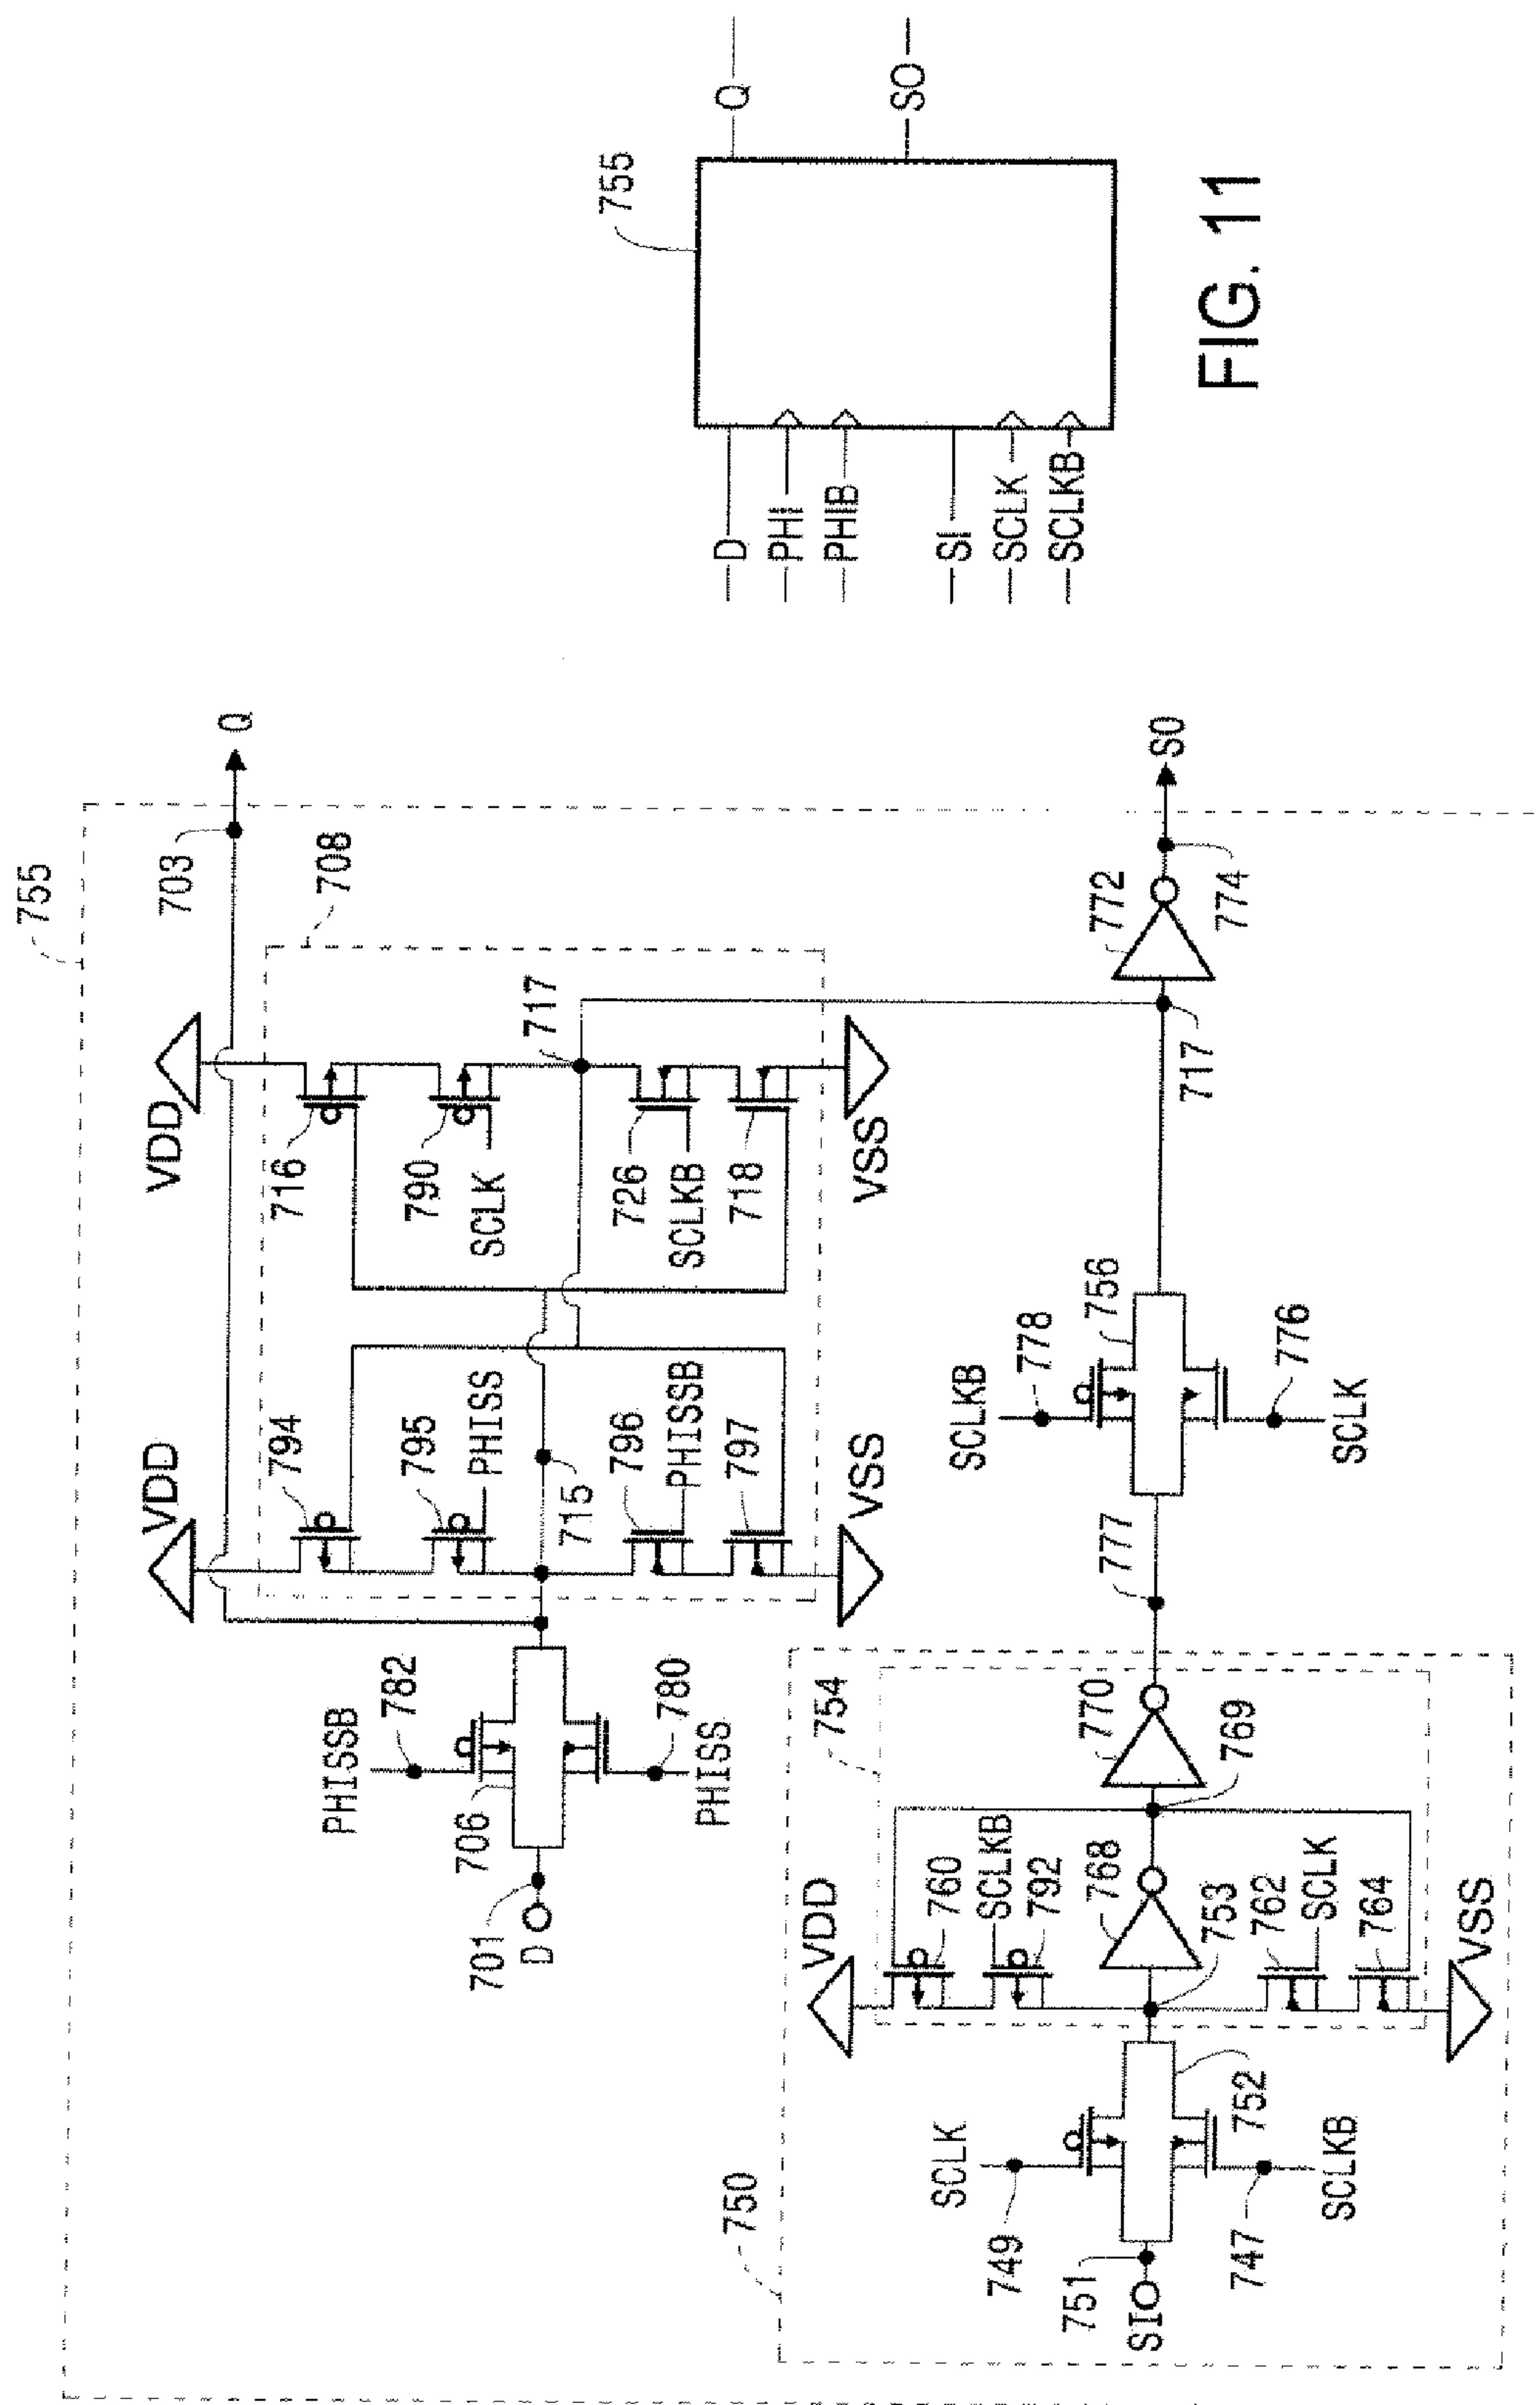 755
703
Q
VDD
VDD
708
794
716
PHISSB
782
795
PHISS
790
SCLK
717
701
D
706
715
796
PHISSB
726
SCLKB
780
PHISS
797
718
VSS
VSS
750
VDD
754
SCLK
749
760
SCLKB
792
770
777
SCLKB
778
756
772
SO
751
SI
768
753
769
717
774
752
762
SCLK
776
SCLK
747
SCLKB
764
VSS
755
D
Q
PHI
PHIB
SI
SO
SCLK
SCLKB
FIG. 11